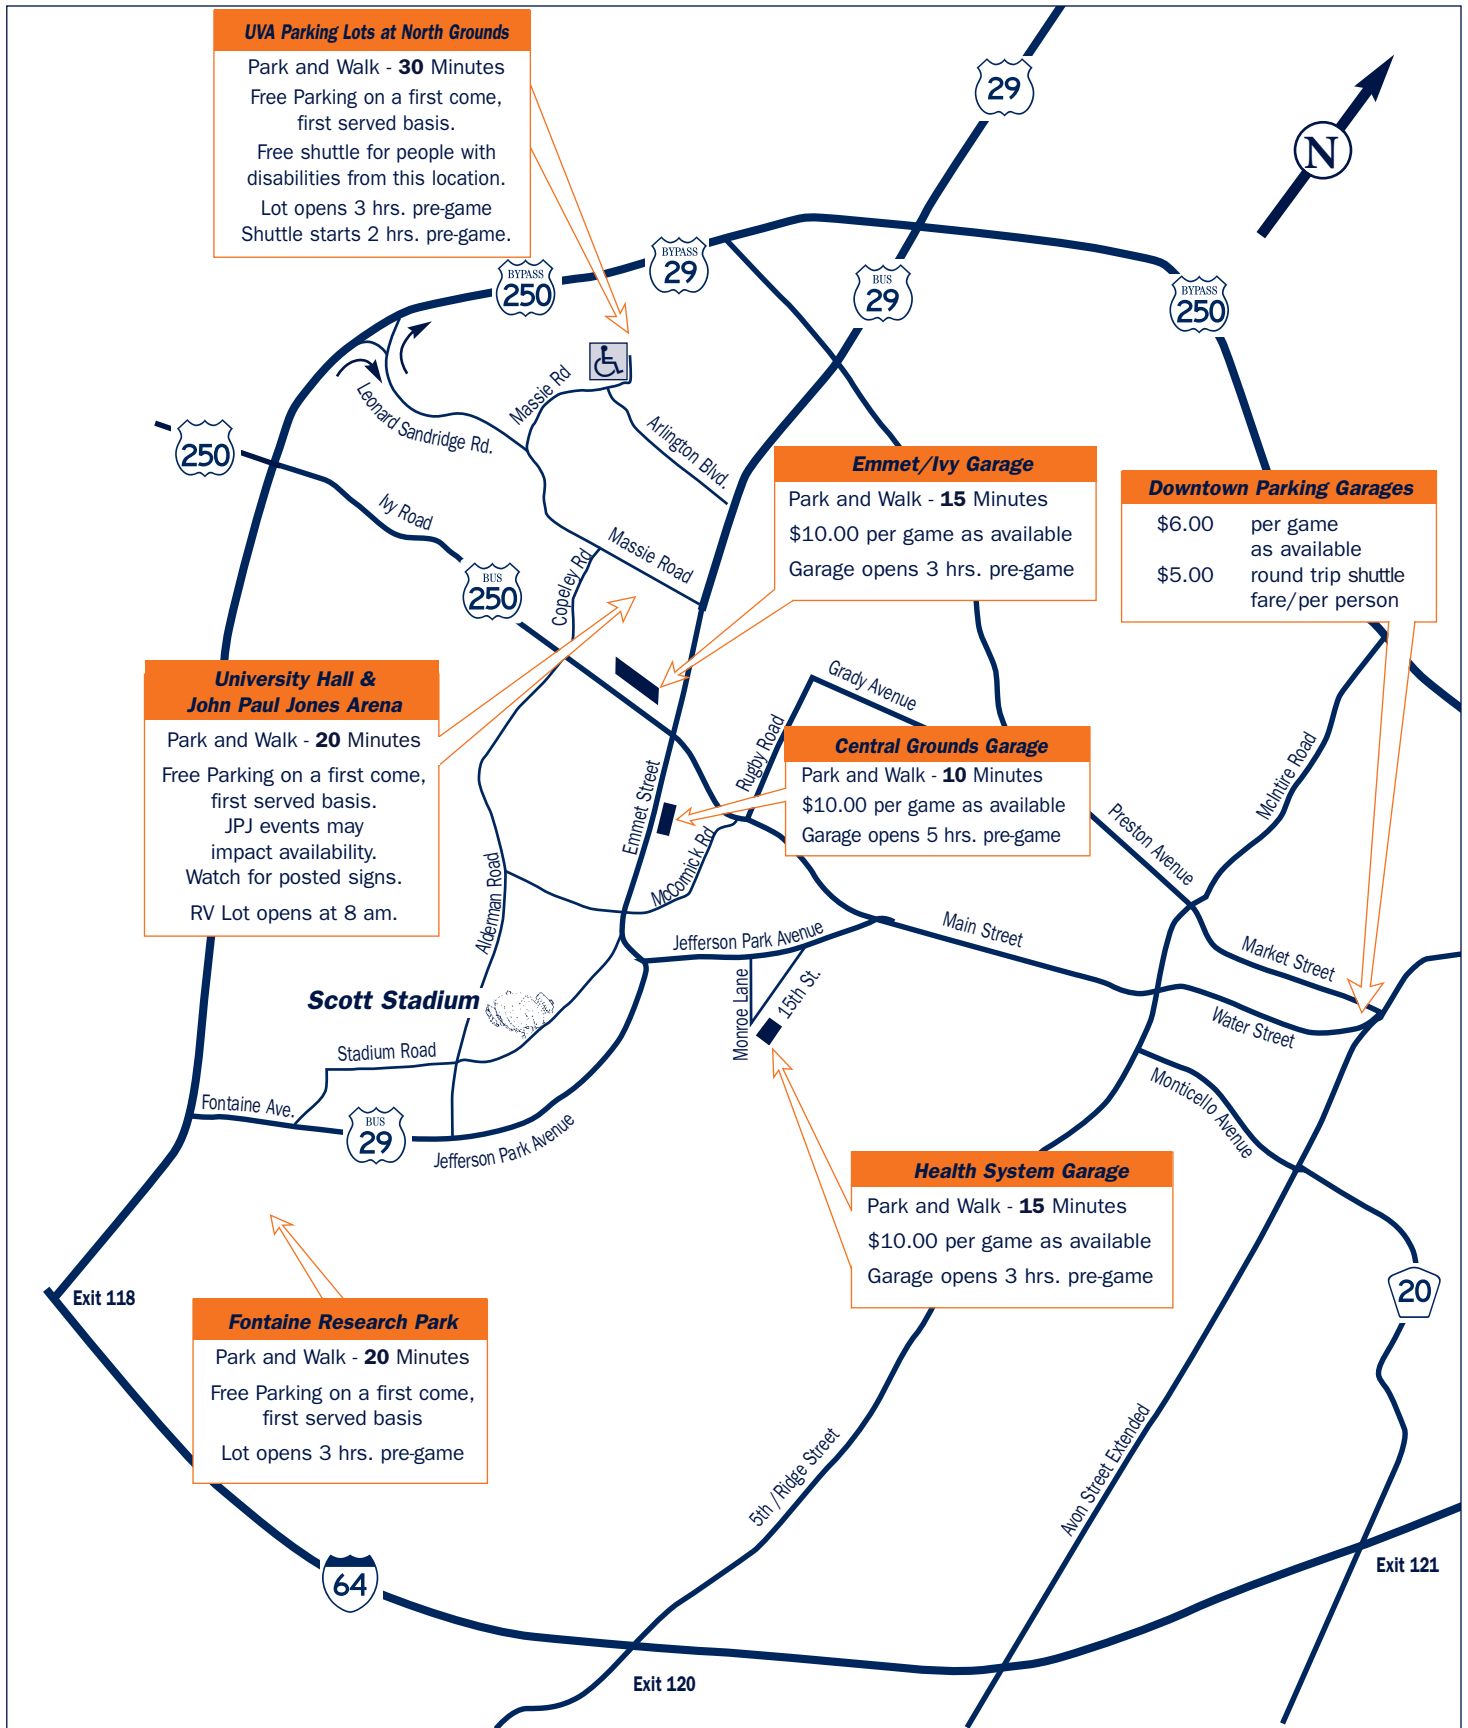 UVA Parking Lots at North Grounds
Park and Walk - 30 Minutes
Free Parking on a first come,
first served basis.
Free shuttle for people with
disabilities from this location.
Lot opens 3 hrs. pre-game
Shuttle starts 2 hrs. pre-game.
29
N
BYPASS
29
BYPASS
250
BUS
29
BYPASS
250
Massie Rd
Leonard Sandridge Rd.
Arlington Blvd.
250
Ivy Road
Emmet/Ivy Garage
Park and Walk - 15 Minutes
$10.00 per game as available
Garage opens 3 hrs. pre-game
Downtown Parking Garages
$6.00 per game
as available
$5.00 round trip shuttle
fare/per person
Massie Road
Copeley Rd
BUS
250
University Hall &
John Paul Jones Arena
Park and Walk - 20 Minutes
Free Parking on a first come,
first served basis.
JPJ events may
impact availability.
Watch for posted signs.
RV Lot opens at 8 am.
Grady Avenue
Rugby Road
Central Grounds Garage
Park and Walk - 10 Minutes
$10.00 per game as available
Garage opens 5 hrs. pre-game
McIntire Road
Emmet Street
Preston Avenue
McCormick Rd
Alderman Road
Jefferson Park Avenue
Main Street
Market Street
Scott Stadium
Monroe Lane
15th St.
Water Street
Stadium Road
Fontaine Ave.
BUS
29
Jefferson Park Avenue
Monticello Avenue
Health System Garage
Park and Walk - 15 Minutes
$10.00 per game as available
Garage opens 3 hrs. pre-game
Exit 118
20
Fontaine Research Park
Park and Walk - 20 Minutes
Free Parking on a first come,
first served basis
Lot opens 3 hrs. pre-game
5th /Ridge Street
Avon Street Extended
64
Exit 121
Exit 120